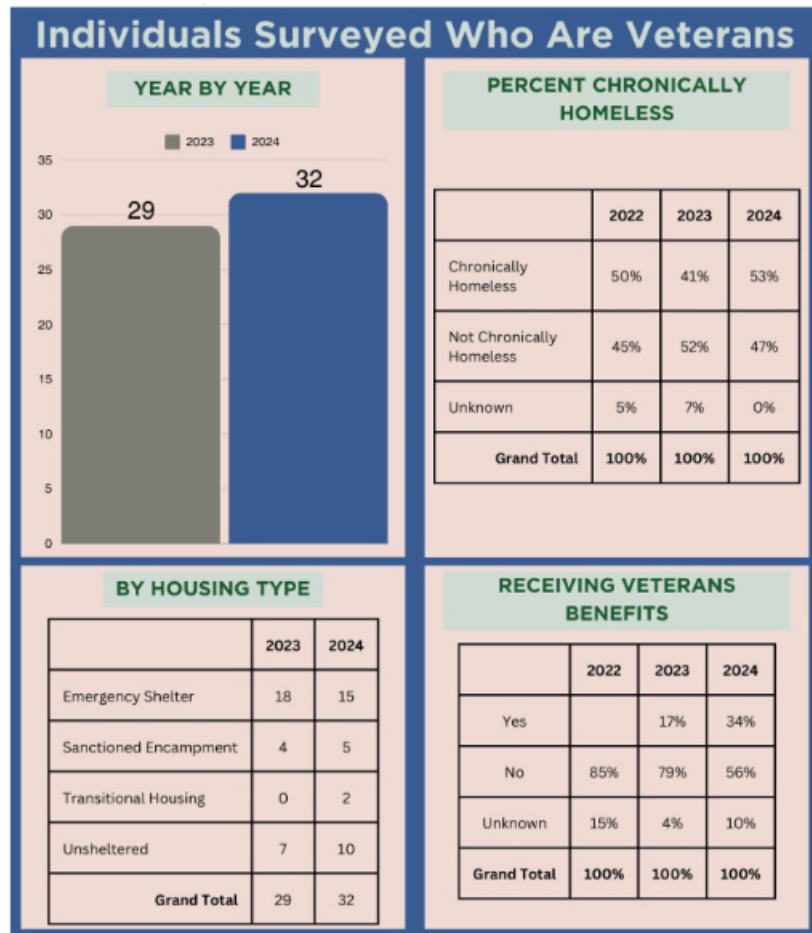 Individuals Surveyed Who Are Veterans
YEAR BY YEAR
2023 2024
35
30
25
20
15
10
5
0
29
32
PERCENT CHRONICALLY
HOMELESS
2022 2023 2024
Chronically
Homeless 50% 41% 53%
Not Chronically
Homeless 45% 52% 47%
Unknown 5% 7% 0%
Grand Total 100% 100% 100%
BY HOUSING TYPE
2023 2024
Emergency Shelter 18 15
Sanctioned Encampment 4 5
Transitional Housing 0 2
Unsheltered 7 10
Grand Total 29 32
RECEIVING VETERANS
BENEFITS
2022 2023 2024
Yes 17% 34%
No 85% 79% 56%
Unknown 15% 4% 10%
Grand Total 100% 100% 100%